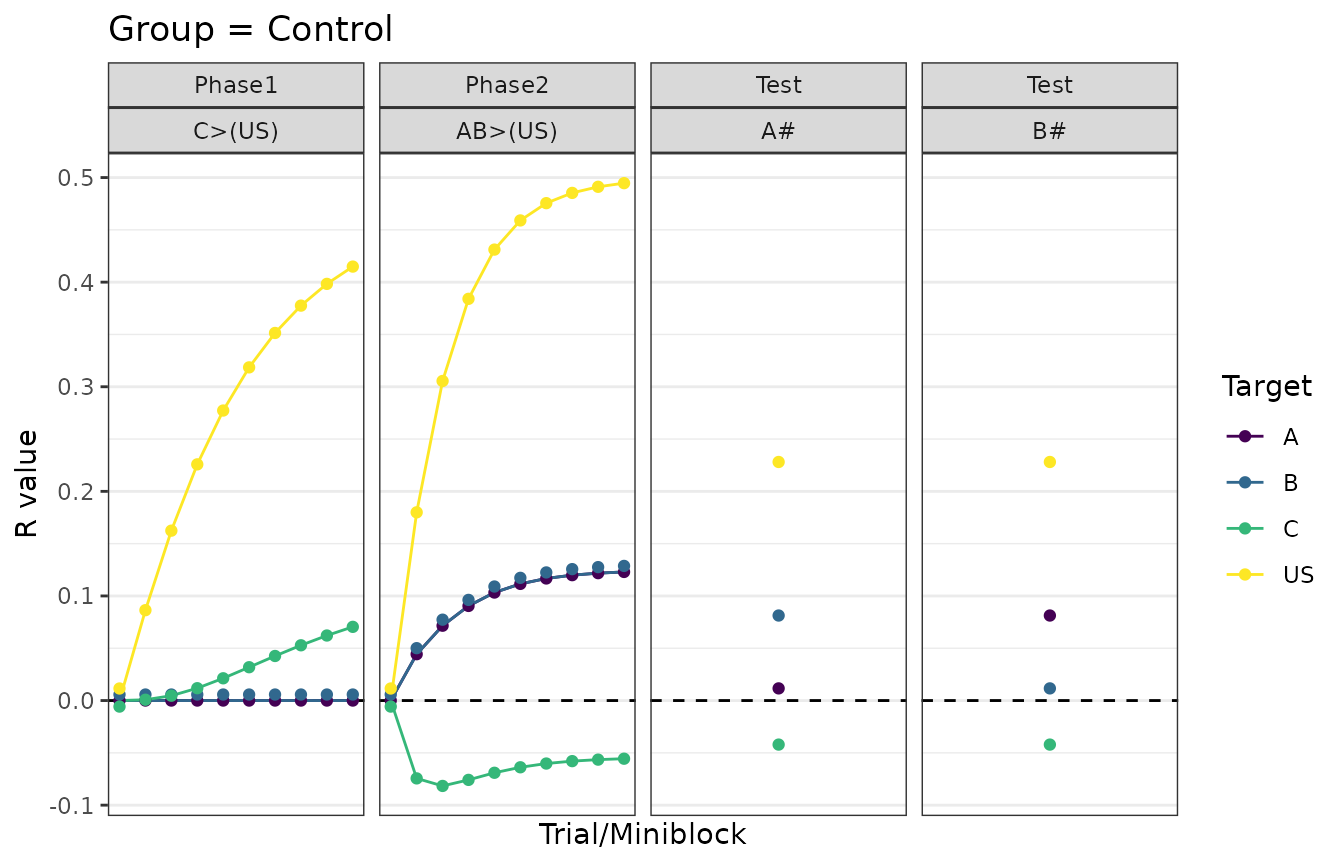 Group = Control
Phase1
Phase2
Test
Test
C>(US)
AB>(US)
A#
B#
0.5
0.4
0.3
0.2
0.1
0.0
-0.1
R value
Trial/Miniblock
Target
A
B
C
US